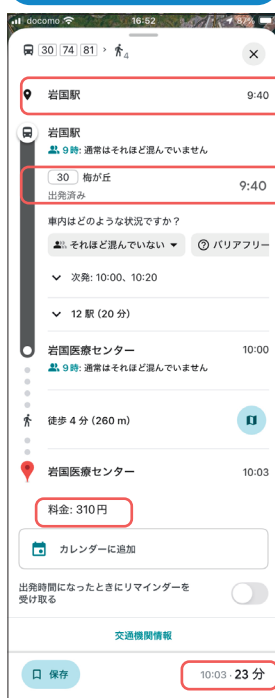 docomo 16:52 37%
30 74 81 > 4
岩国駅 9:40
岩国駅
9時: 通常はそれほど混んでいません
30 梅が丘 9:40
出発済み
車内はどのような状況ですか？
それほど混んでいない バリアフリー
次発: 10:00、10:20
12 駅 (20 分)
岩国医療センター 10:00
9時: 通常はそれほど混んでいません
徒歩 4 分 (260 m)
岩国医療センター 10:03
料金: 310円
カレンダーに追加
出発時間になったときにリマインダーを
受け取る
交通機関情報
保存 10:03・23 分